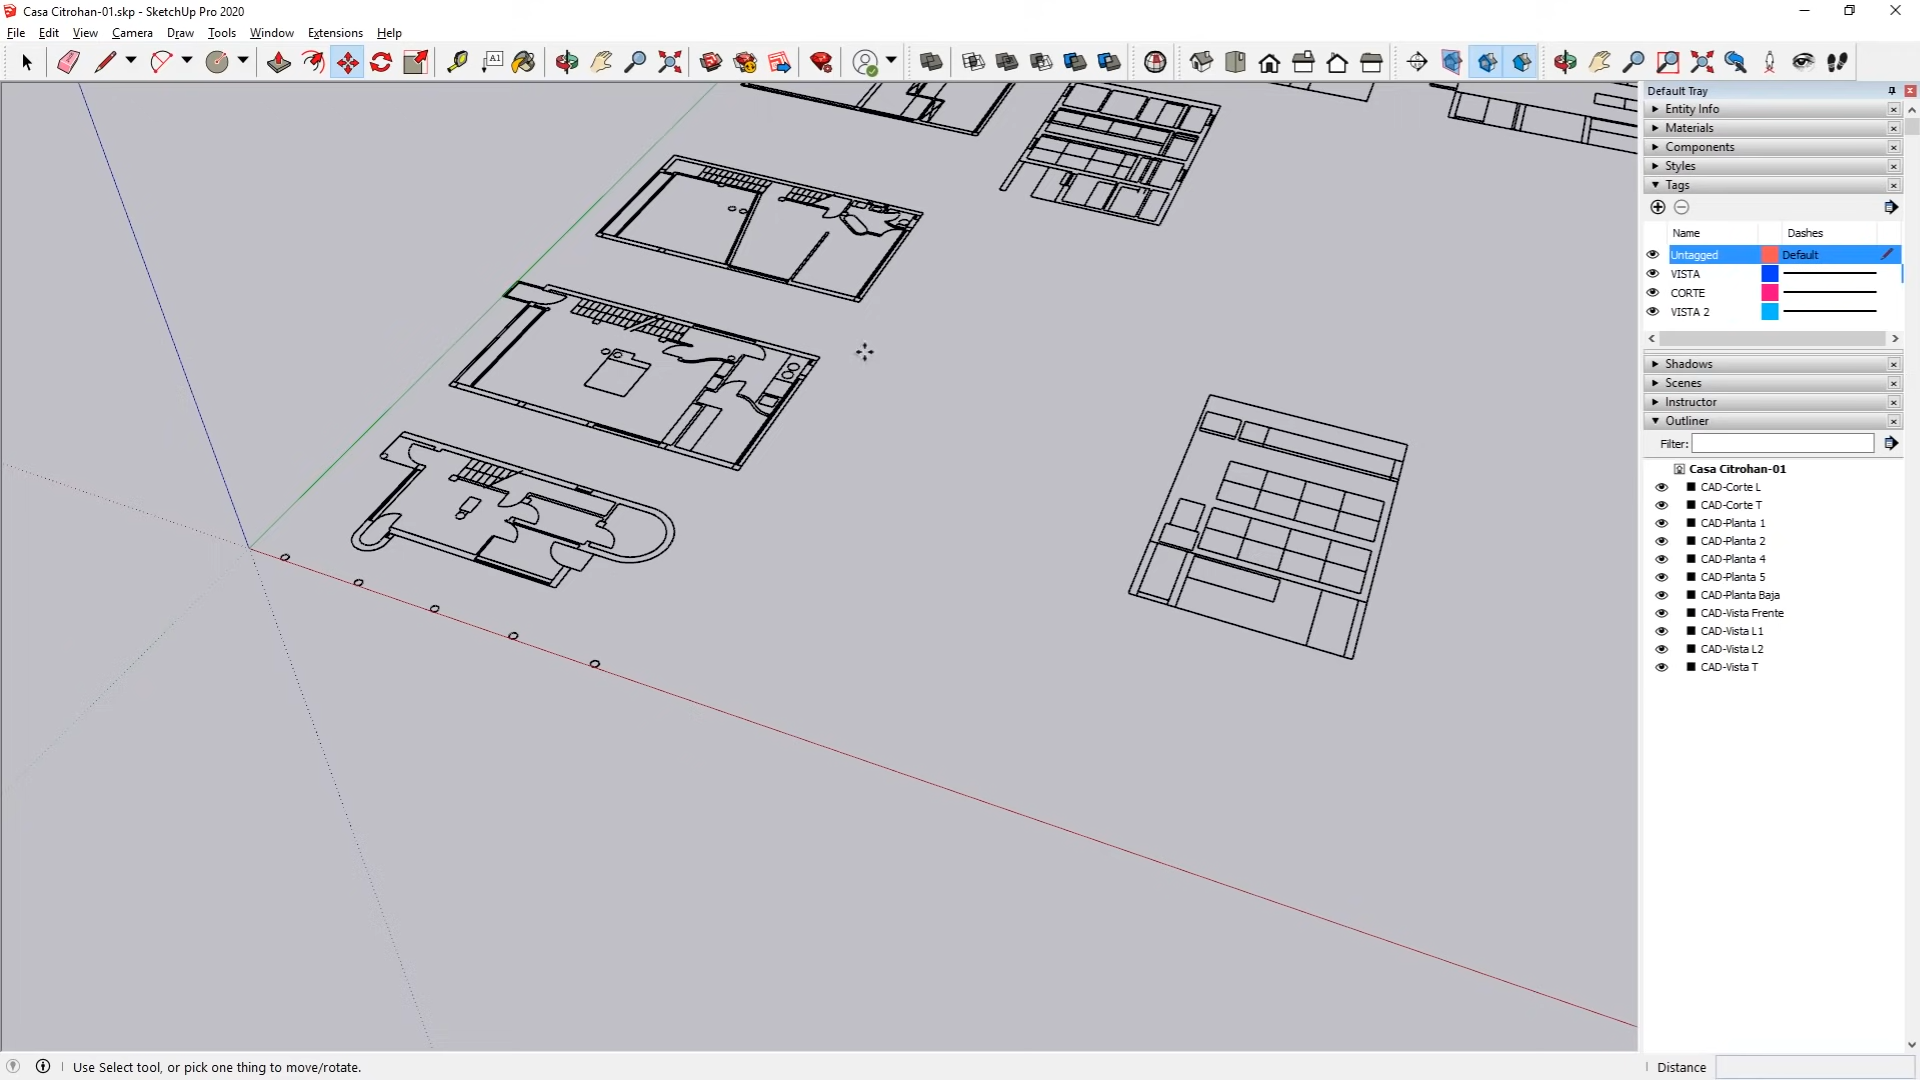 Casa Citrohan-01.skp - SketchUp Pro 2020
File Edit View Camera Draw Tools Window Extensions Help
A1
Default Tray
Entity Info
Materials
Components
Styles
Tags
Name Dashes
Untagged Default
VISTA
CORTE
VISTA 2
Shadows
Scenes
Instructor
Outliner
Filter:
Casa Citrohan-01
CAD-Corte L
CAD-Corte T
CAD-Planta 1
CAD-Planta 2
CAD-Planta 4
CAD-Planta 5
CAD-Planta Baja
CAD-Vista Frente
CAD-Vista L1
CAD-Vista L2
CAD-Vista T
Use Select tool, or pick one thing to move/rotate.
Distance